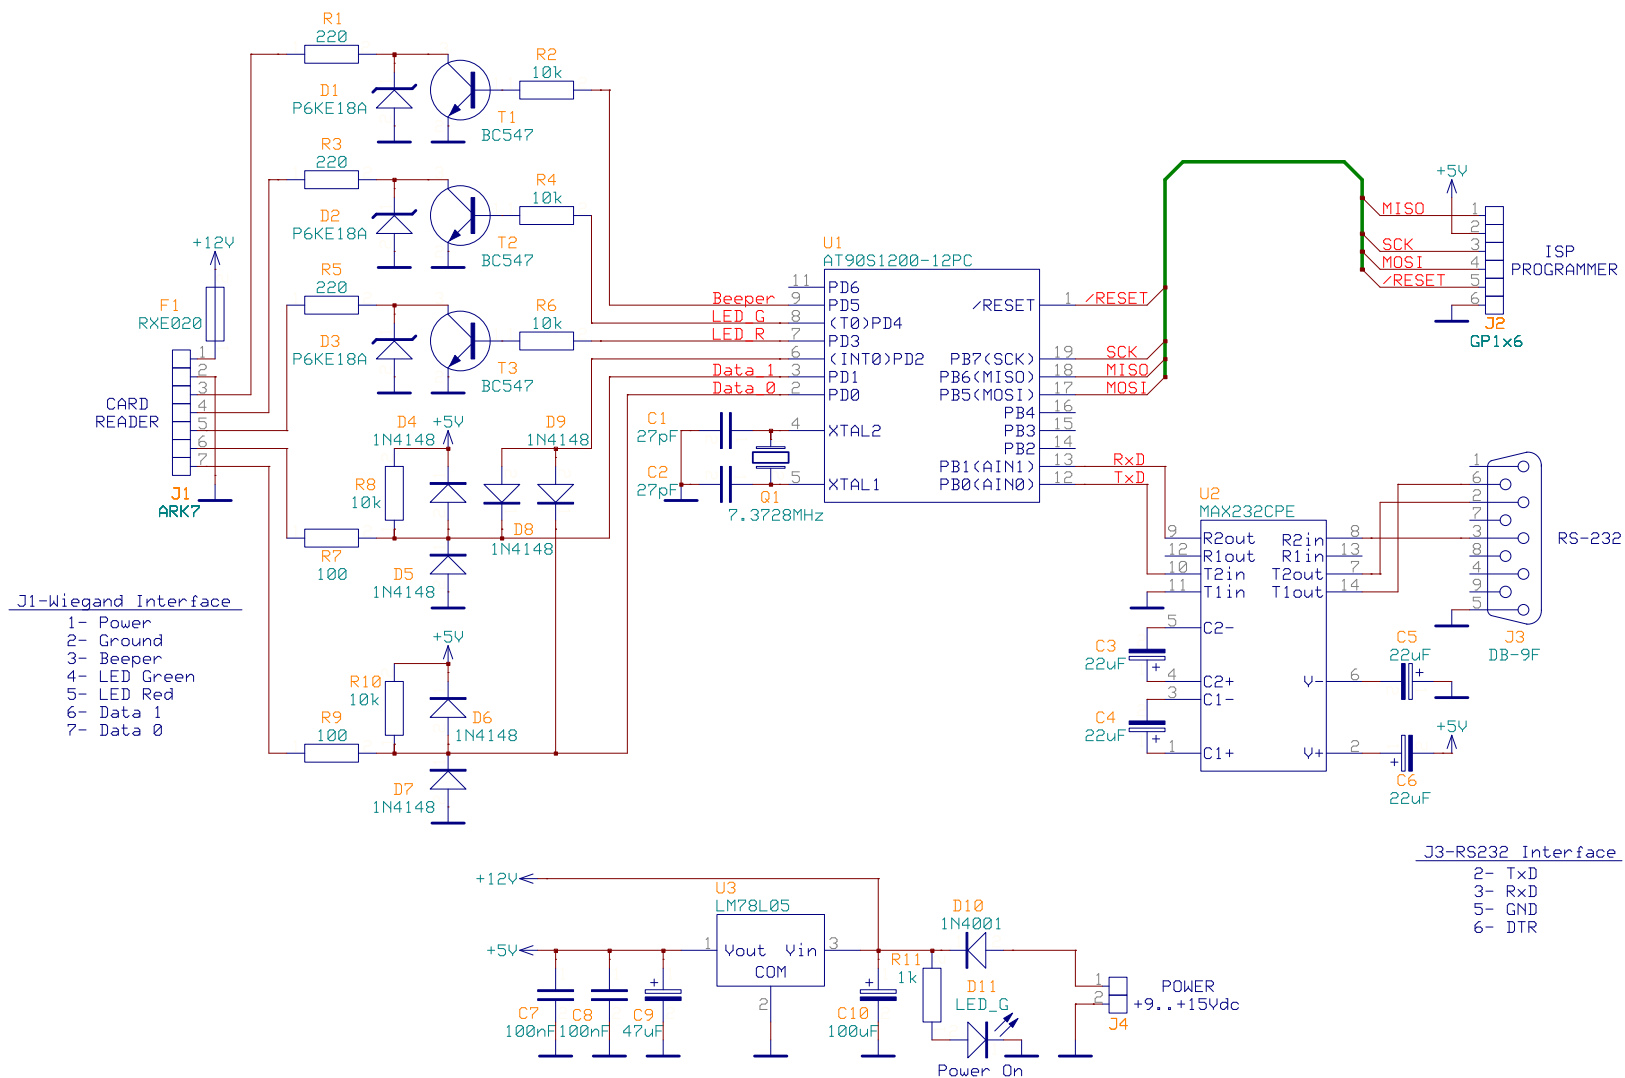 R1
220
D1
P6KE18A
T1
BC547
R2
10k
R3
220
D2
P6KE18A
T2
BC547
R4
10k
R5
220
D3
P6KE18A
T3
BC547
R6
10k
+12V
F1
RXE020
CARD
READER
1
2
3
4
5
6
7
J1
ARK7
D4
1N4148
+5V
D9
1N4148
R8
10k
D8
1N4148
R7
100
D5
1N4148
J1-Wiegand Interface
1- Power
2- Ground
3- Beeper
4- LED Green
5- LED Red
6- Data 1
7- Data 0
+5V
R10
10k
R9
100
D6
1N4148
D7
1N4148
Beeper
LED_G
LED_R
Data_1
Data_0
U1
AT90S1200-12PC
11 PD6
9 PD5
8 (T0)PD4
7 PD3
6 (INT0)PD2
3 PD1
2 PD0
4 XTAL2
5 XTAL1
/RESET 1
PB7(SCK) 19
PB6(MISO) 18
PB5(MOSI) 17
PB4 16
PB3 15
PB2 14
PB1(AIN1) 13
PB0(AIN0) 12
C1
27pF
C2
27pF
Q1
7.3728MHz
/RESET
SCK
MISO
MOSI
RxD
TxD
+5V
MISO 1
2
SCK 3
MOSI 4
/RESET 5
6
ISP
PROGRAMMER
J2
GP1x6
U2
MAX232CPE
9 R2out
12 R1out
10 T2in
11 T1in
5 C2-
4 C2+
3 C1-
1 C1+
R2in 8
R1in 13
T2out 7
T1out 14
V- 6
V+ 2
C3
22uF
+
C4
22uF
+
1
6
2
7
3
8
4
9
5
RS-232
J3
DB-9F
C5
22uF
+
+5V
+
C6
22uF
J3-RS232 Interface
2- TxD
3- RxD
5- GND
6- DTR
+12V
+5V
U3
LM78L05
1 Vout Vin 3
COM
2
C7
100nF
C8
100nF
+
C9
47uF
+
C10
100uF
R11
1k
D10
1N4001
D11
LED_G
Power On
1
2
J4
POWER
+9..+15Vdc